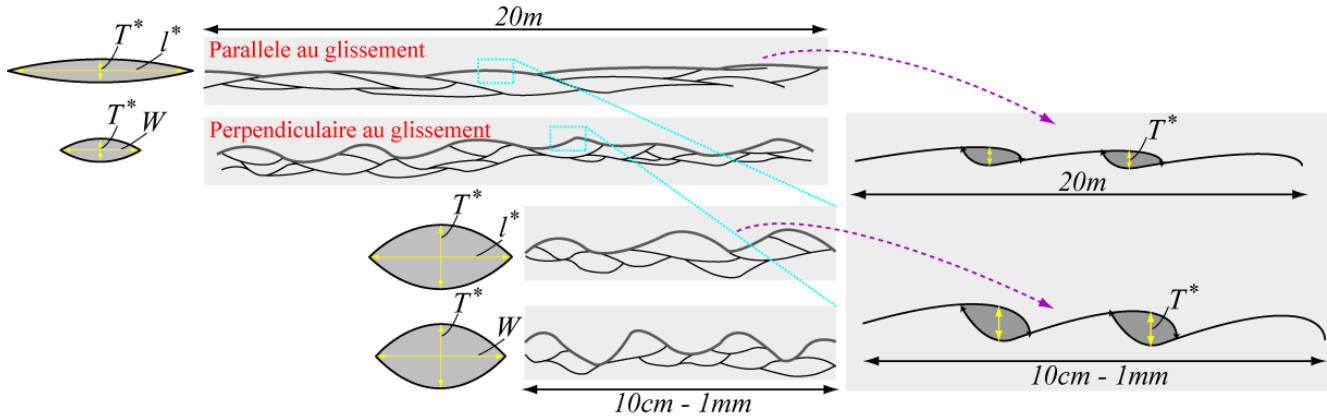 20m
T*
l*
Parallele au glissement
T*
W
Perpendiculaire au glissement
T*
20m
T*
l*
T*
W
T*
10cm - 1mm
10cm - 1mm